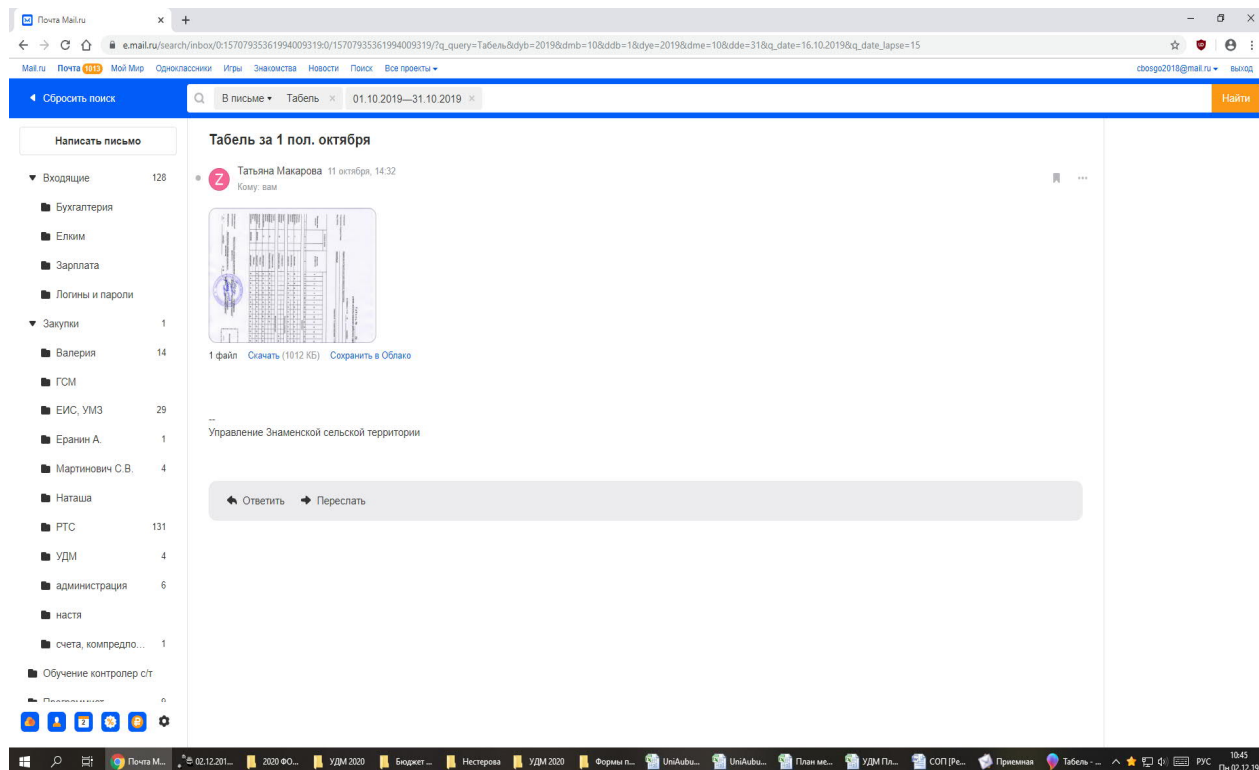 Почта Mail.ru
e.mail.ru/search/inbox/0:15707935361994009319:0/15707935361994009319/?q_query=Табель&dyb=2019&dmb=10&ddb=1&dye=2019&dme=10&dde=31&q_date=16.10.2019&q_date_lapse=15
Mail.ru Почта 1013 Мой Мир Одноклассники Игры Знакомства Новости Поиск Все проекты cbosgo2018@mail.ru выход
Сбросить поиск В письме Табель × 01.10.2019—31.10.2019 × Найти
Написать письмо
Табель за 1 пол. октября
Z Татьяна Макарова 11 октября, 14:32
Кому: вам
Входящие 128
Бухгалтерия
Елким
Зарплата
Логины и пароли
Закупки 1
Валерия 14
ГСМ
ЕИС, УМЗ 29
Еранин А. 1
Мартинович С.В. 4
Наташа
РТС 131
УДМ 4
администрация 6
настя
счета, компредло... 1
Обучение контролер с/т
1 файл Скачать (1012 КБ) Сохранить в Облако
--
Управление Знаменской сельской территории
Ответить Переслать
Почта М... 02.12.201... 2020 ФО... УДМ 2020 Бюджет ... Нестерова УДМ 2020 Формы п... UniAubu... UniAubu... План ме... УДМ Пл... СОП [Ре... Приемная Табель - ... РУС 10:45
Пн 02.12.19